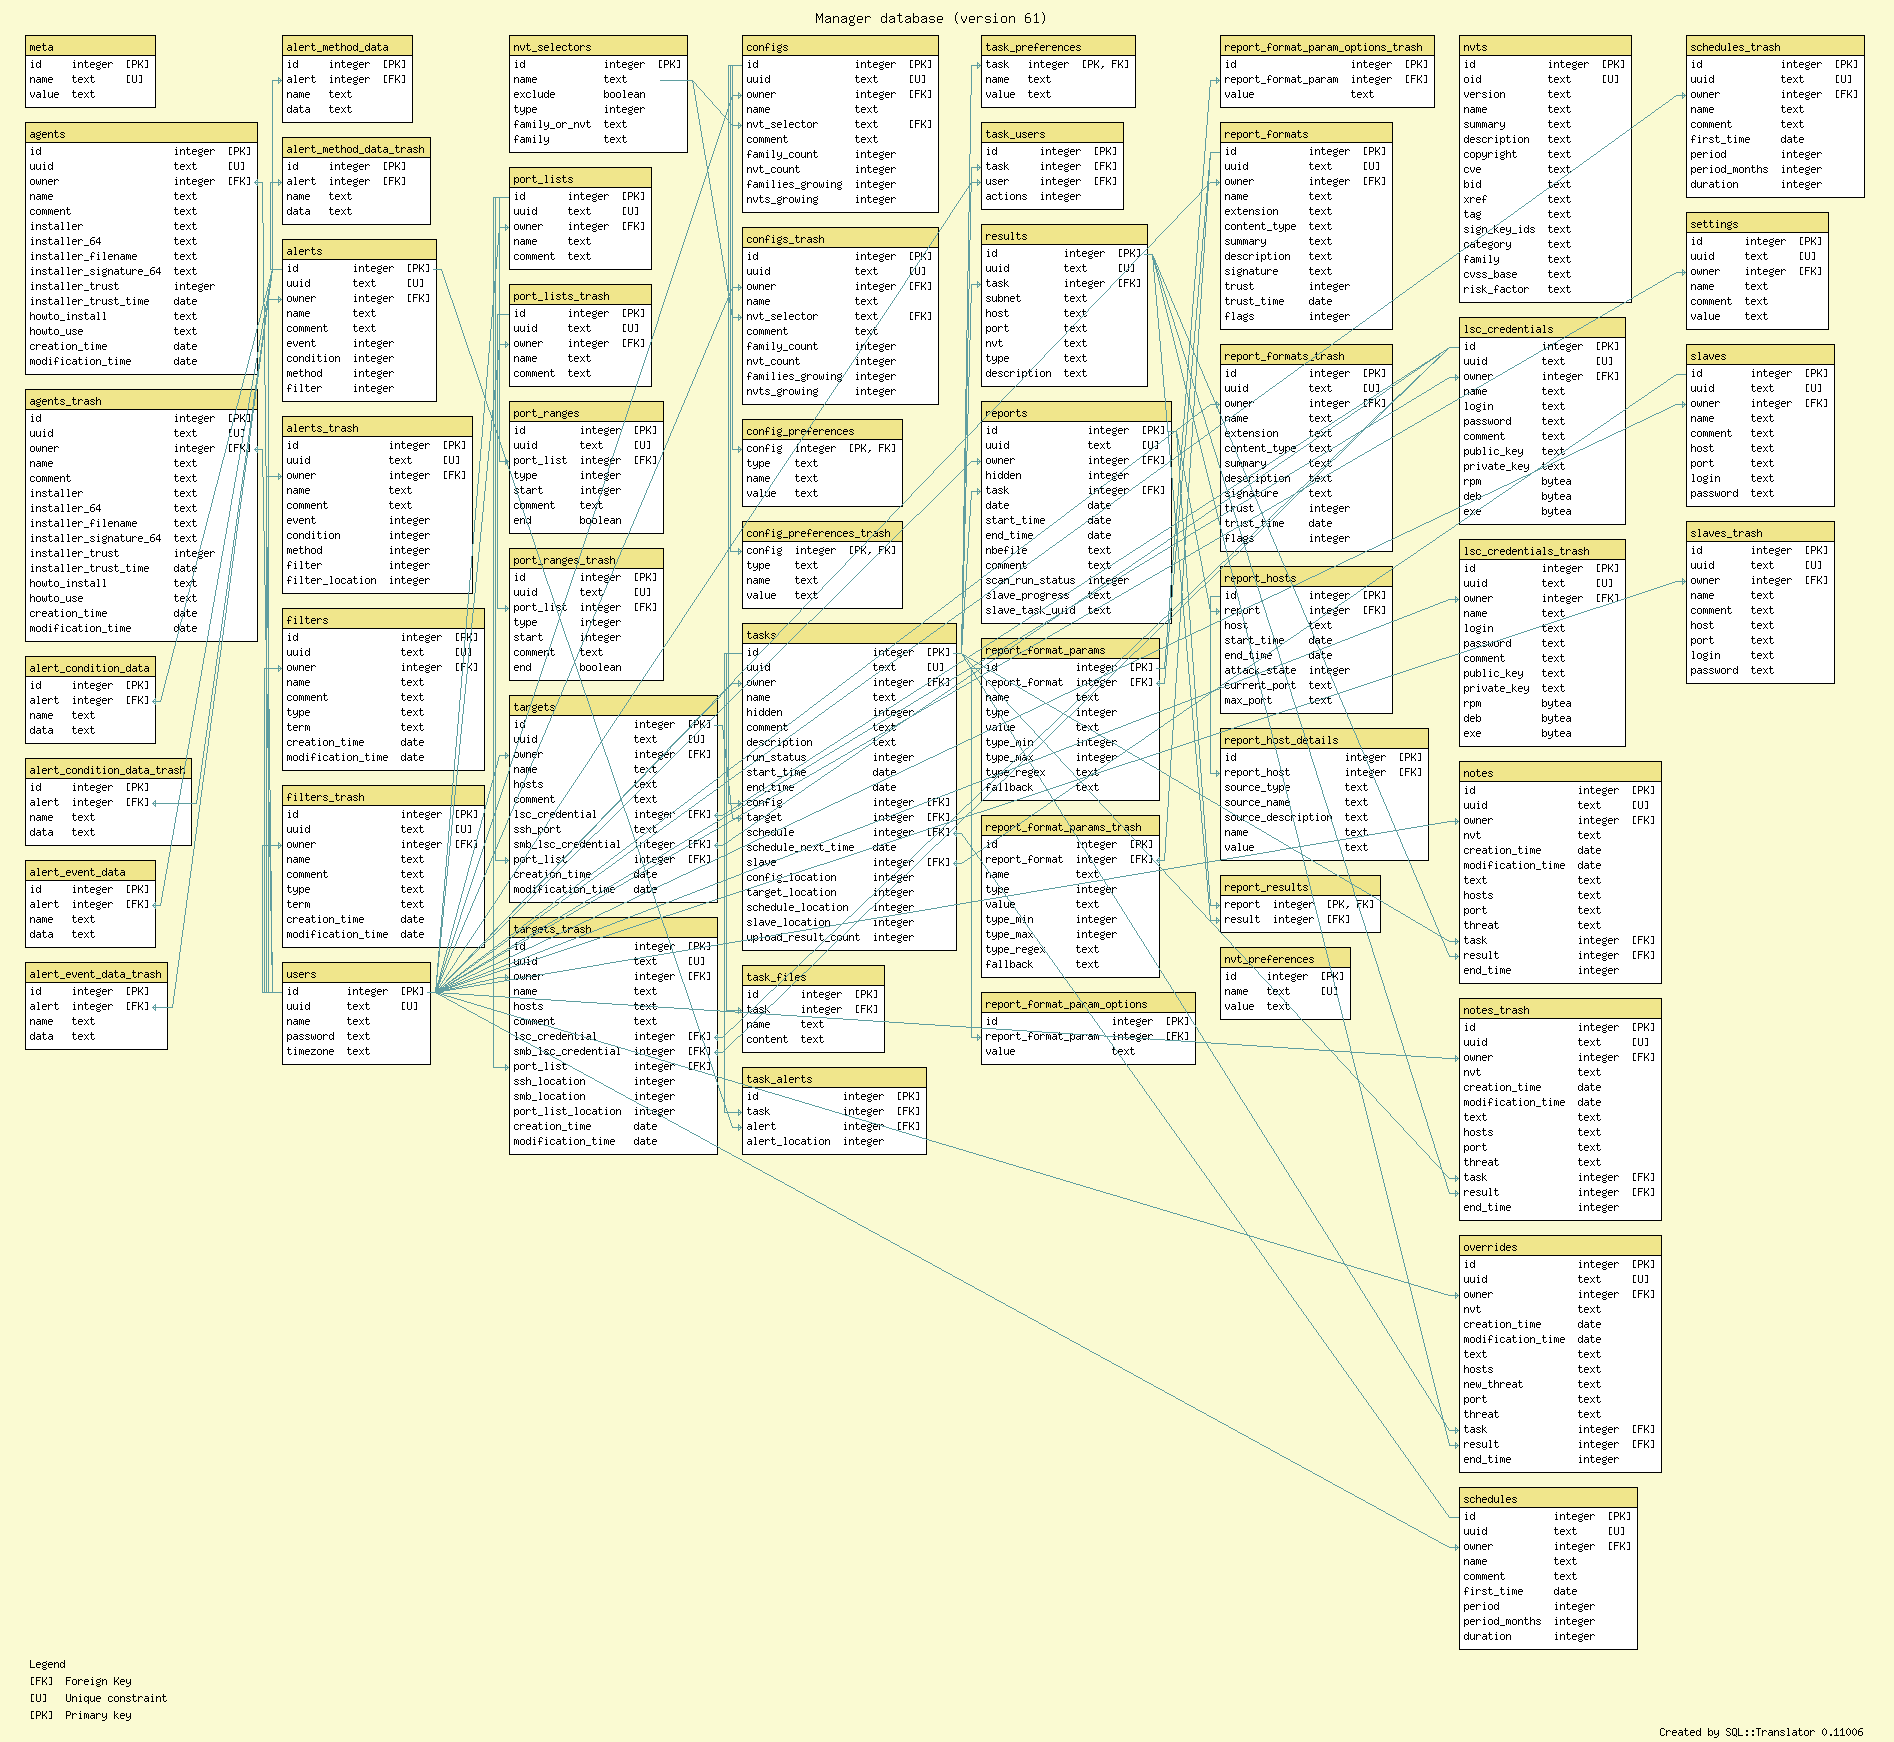 Manager database (version 61)
meta
id integer [PK]
name text [U]
value text
agents
id integer [PK]
uuid text [U]
owner integer [FK]
name text
comment text
installer text
installer_64 text
installer_filename text
installer_signature_64 text
installer_trust integer
installer_trust_time date
howto_install text
howto_use text
creation_time date
modification_time date
agents_trash
id integer [PK]
uuid text [U]
owner integer [FK]
name text
comment text
installer text
installer_64 text
installer_filename text
installer_signature_64 text
installer_trust integer
installer_trust_time date
howto_install text
howto_use text
creation_time date
modification_time date
alert_condition_data
id integer [PK]
alert integer [FK]
name text
data text
alert_condition_data_trash
id integer [PK]
alert integer [FK]
name text
data text
alert_event_data
id integer [PK]
alert integer [FK]
name text
data text
alert_event_data_trash
id integer [PK]
alert integer [FK]
name text
data text
alert_method_data
id integer [PK]
alert integer [FK]
name text
data text
alert_method_data_trash
id integer [PK]
alert integer [FK]
name text
data text
alerts
id integer [PK]
uuid text [U]
owner integer [FK]
name text
comment text
event integer
condition integer
method integer
filter integer
alerts_trash
id integer [PK]
uuid text [U]
owner integer [FK]
name text
comment text
event integer
condition integer
method integer
filter integer
filter_location integer
filters
id integer [PK]
uuid text [U]
owner integer [FK]
name text
comment text
type text
term text
creation_time date
modification_time date
filters_trash
id integer [PK]
uuid text [U]
owner integer [FK]
name text
comment text
type text
term text
creation_time date
modification_time date
users
id integer [PK]
uuid text [U]
name text
password text
timezone text
nvt_selectors
id integer [PK]
name text
exclude boolean
type integer
family_or_nvt text
family text
port_lists
id integer [PK]
uuid text [U]
owner integer [FK]
name text
comment text
port_lists_trash
id integer [PK]
uuid text [U]
owner integer [FK]
name text
comment text
port_ranges
id integer [PK]
uuid text [U]
port_list integer [FK]
type integer
start integer
comment text
end boolean
port_ranges_trash
id integer [PK]
uuid text [U]
port_list integer [FK]
type integer
start integer
comment text
end boolean
targets
id integer [PK]
uuid text [U]
owner integer [FK]
name text
hosts text
comment text
lsc_credential integer [FK]
ssh_port text
smb_lsc_credential integer [FK]
port_list integer [FK]
creation_time date
modification_time date
targets_trash
id integer [PK]
uuid text [U]
owner integer [FK]
name text
hosts text
comment text
lsc_credential integer [FK]
smb_lsc_credential integer [FK]
port_list integer [FK]
ssh_location integer
smb_location integer
port_list_location integer
creation_time date
modification_time date
configs
id integer [PK]
uuid text [U]
owner integer [FK]
name text
nvt_selector text [FK]
comment text
family_count integer
nvt_count integer
families_growing integer
nvts_growing integer
configs_trash
id integer [PK]
uuid text [U]
owner integer [FK]
name text
nvt_selector text [FK]
comment text
family_count integer
nvt_count integer
families_growing integer
nvts_growing integer
config_preferences
config integer [PK, FK]
type text
name text
value text
config_preferences_trash
config integer [PK, FK]
type text
name text
value text
tasks
id integer [PK]
uuid text [U]
owner integer [FK]
name text
hidden integer
comment text
description text
run_status integer
start_time date
end_time date
config integer [FK]
target integer [FK]
schedule integer [FK]
schedule_next_time date
slave integer [FK]
config_location integer
target_location integer
schedule_location integer
slave_location integer
upload_result_count integer
task_files
id integer [PK]
task integer [FK]
name text
content text
task_alerts
id integer [PK]
task integer [FK]
alert integer [FK]
alert_location integer
task_preferences
task integer [PK, FK]
name text
value text
task_users
id integer [PK]
task integer [FK]
user integer [FK]
actions integer
results
id integer [PK]
uuid text [U]
task integer [FK]
subnet text
host text
port text
nvt text
type text
description text
reports
id integer [PK]
uuid text [U]
owner integer [FK]
hidden integer
task integer [FK]
date date
start_time date
end_time date
nbefile text
comment text
scan_run_status integer
slave_progress text
slave_task_uuid text
report_format_params
id integer [PK]
report_format integer [FK]
name text
type integer
value text
type_min integer
type_max integer
type_regex text
fallback text
report_format_params_trash
id integer [PK]
report_format integer [FK]
name text
type integer
value text
type_min integer
type_max integer
type_regex text
fallback text
report_format_param_options
id integer [PK]
report_format_param integer [FK]
value text
report_format_param_options_trash
id integer [PK]
report_format_param integer [FK]
value text
report_formats
id integer [PK]
uuid text [U]
owner integer [FK]
name text
extension text
content_type text
summary text
description text
signature text
trust integer
trust_time date
flags integer
report_formats_trash
id integer [PK]
uuid text [U]
owner integer [FK]
name text
extension text
content_type text
summary text
description text
signature text
trust integer
trust_time date
flags integer
report_hosts
id integer [PK]
report integer [FK]
host text
start_time date
end_time date
attack_state integer
current_port text
max_port text
report_host_details
id integer [PK]
report_host integer [FK]
source_type text
source_name text
source_description text
name text
value text
report_results
report integer [PK, FK]
result integer [FK]
nvt_preferences
id integer [PK]
name text [U]
value text
nvts
id integer [PK]
oid text [U]
version text
name text
summary text
description text
copyright text
cve text
bid text
xref text
tag text
sign_key_ids text
category text
family text
cvss_base text
risk_factor text
lsc_credentials
id integer [PK]
uuid text [U]
owner integer [FK]
name text
login text
password text
comment text
public_key text
private_key text
rpm bytea
deb bytea
exe bytea
lsc_credentials_trash
id integer [PK]
uuid text [U]
owner integer [FK]
name text
login text
password text
comment text
public_key text
private_key text
rpm bytea
deb bytea
exe bytea
notes
id integer [PK]
uuid text [U]
owner integer [FK]
nvt text
creation_time date
modification_time date
text text
hosts text
port text
threat text
task integer [FK]
result integer [FK]
end_time integer
notes_trash
id integer [PK]
uuid text [U]
owner integer [FK]
nvt text
creation_time date
modification_time date
text text
hosts text
port text
threat text
task integer [FK]
result integer [FK]
end_time integer
overrides
id integer [PK]
uuid text [U]
owner integer [FK]
nvt text
creation_time date
modification_time date
text text
hosts text
new_threat text
port text
threat text
task integer [FK]
result integer [FK]
end_time integer
schedules
id integer [PK]
uuid text [U]
owner integer [FK]
name text
comment text
first_time date
period integer
period_months integer
duration integer
schedules_trash
id integer [PK]
uuid text [U]
owner integer [FK]
name text
comment text
first_time date
period integer
period_months integer
duration integer
settings
id integer [PK]
uuid text [U]
owner integer [FK]
name text
comment text
value text
slaves
id integer [PK]
uuid text [U]
owner integer [FK]
name text
comment text
host text
port text
login text
password text
slaves_trash
id integer [PK]
uuid text [U]
owner integer [FK]
name text
comment text
host text
port text
login text
password text
Legend
[FK] Foreign Key
[U] Unique constraint
[PK] Primary key
Created by SQL::Translator 0.11006